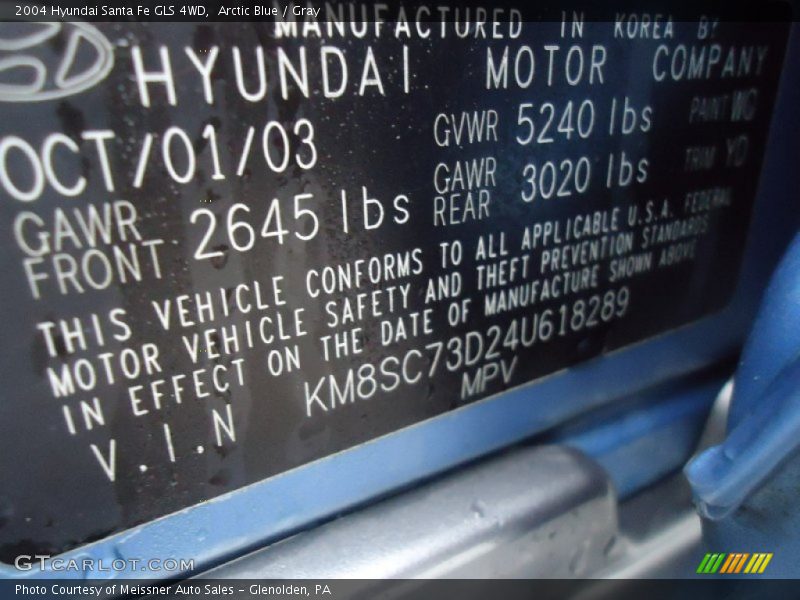 2004 Hyundai Santa Fe GLS 4WD, Arctic Blue / Gray
MANUFACTURED IN KOREA BY
HYUNDAI MOTOR COMPANY
OCT/01/03 GVWR 5240 lbs PAINT WG
GAWR REAR 3020 lbs TRIM YD
GAWR FRONT 2645 lbs
THIS VEHICLE CONFORMS TO ALL APPLICABLE U.S.A. FEDERAL
MOTOR VEHICLE SAFETY AND THEFT PREVENTION STANDARDS
IN EFFECT ON THE DATE OF MANUFACTURE SHOWN ABOVE
V.I.N KM8SC73D24U618289
MPV
GTCARLOT.COM
Photo Courtesy of Meissner Auto Sales - Glenolden, PA